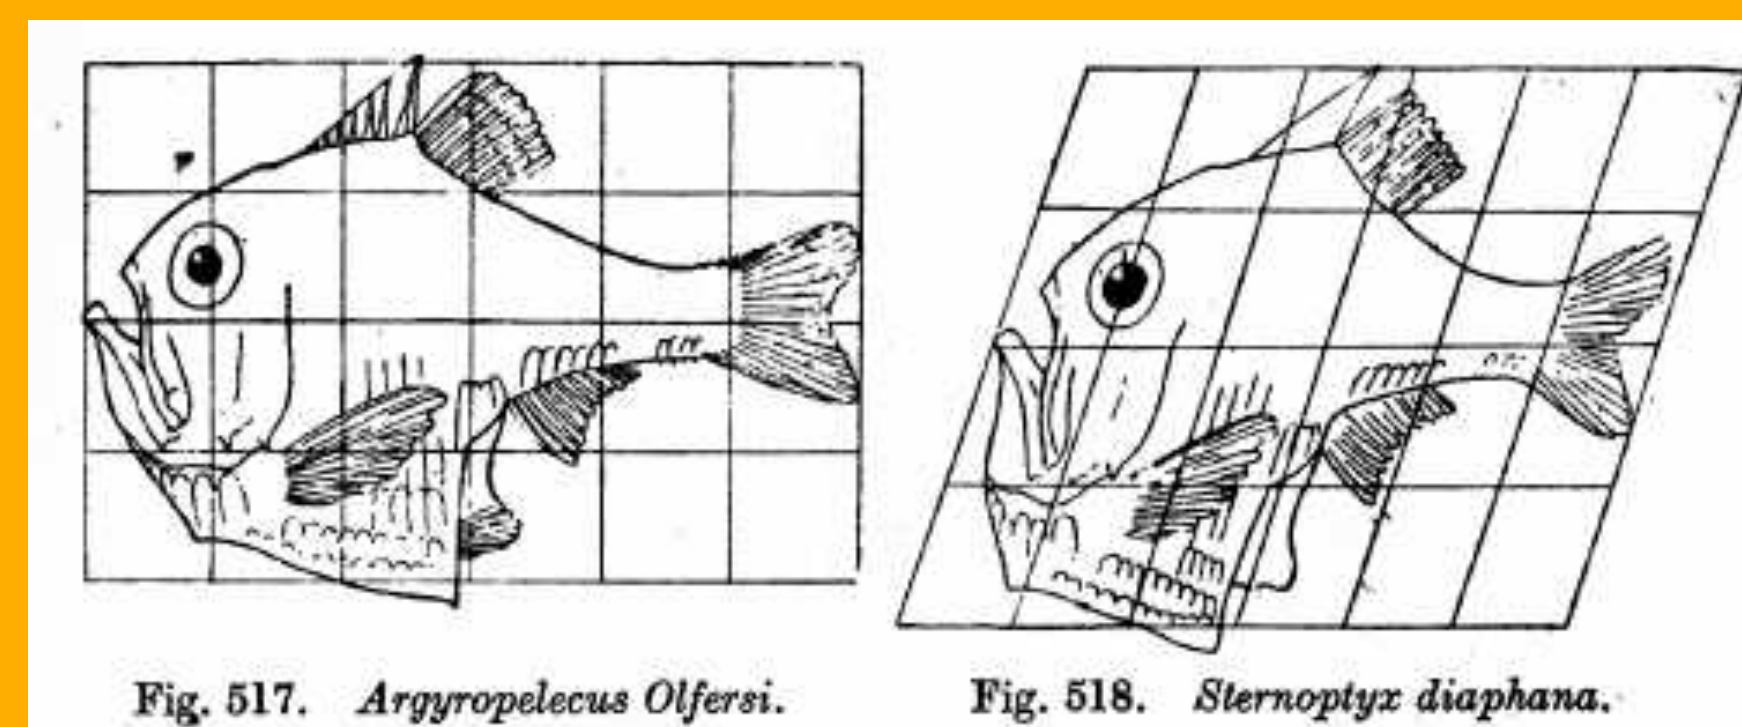 Fig. 517. Argyropelecus Olfersi.
Fig. 518. Sternoptyx diaphana.